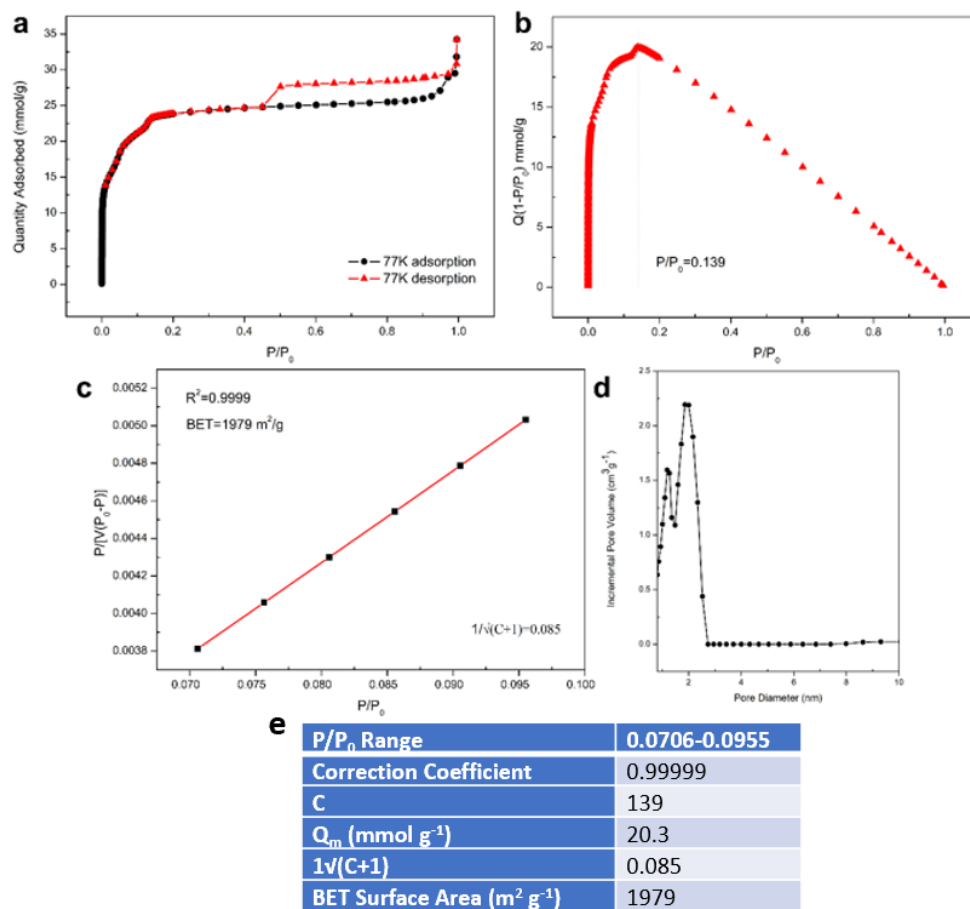 a
Quantity Adsorbed (mmol/g)
35
30
25
20
15
10
5
0
0.0 0.2 0.4 0.6 0.8 1.0
P/P₀
77K adsorption
77K desorption
b
Q(1-P/P₀) mmol/g
20
15
10
5
0
0.0 0.2 0.4 0.6 0.8 1.0
P/P₀
P/P₀=0.139
c
P/[V(P₀-P)]
0.0052
0.0050
0.0048
0.0046
0.0044
0.0042
0.0040
0.0038
0.070 0.075 0.080 0.085 0.090 0.095 0.100
P/P₀
R²=0.9999
BET=1979 m²/g
1/√(C+1)=0.085
d
Incremental Pore Volume (cm³g⁻¹)
2.5
2.0
1.5
1.0
0.5
0.0
2 4 6 8 10
Pore Diameter (nm)
e
P/P₀ Range 0.0706-0.0955
Correction Coefficient 0.99999
C 139
Qₘ (mmol g⁻¹) 20.3
1√(C+1) 0.085
BET Surface Area (m² g⁻¹) 1979